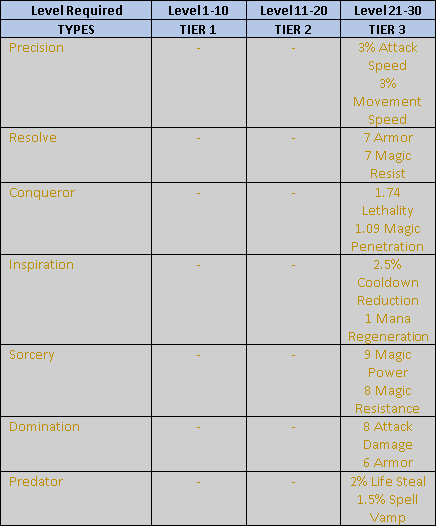 Level Required Level 1-10 Level 11-20 Level 21-30
TYPES TIER 1 TIER 2 TIER 3
Precision - - 3% Attack
Speed
3%
Movement
Speed
Resolve - - 7 Armor
7 Magic
Resist
Conqueror - - 1.74
Lethality
1.09 Magic
Penetration
Inspiration - - 2.5%
Cooldown
Reduction
1 Mana
Regeneration
Sorcery - - 9 Magic
Power
8 Magic
Resistance
Domination - - 8 Attack
Damage
6 Armor
Predator - - 2% Life Steal
1.5% Spell
Vamp